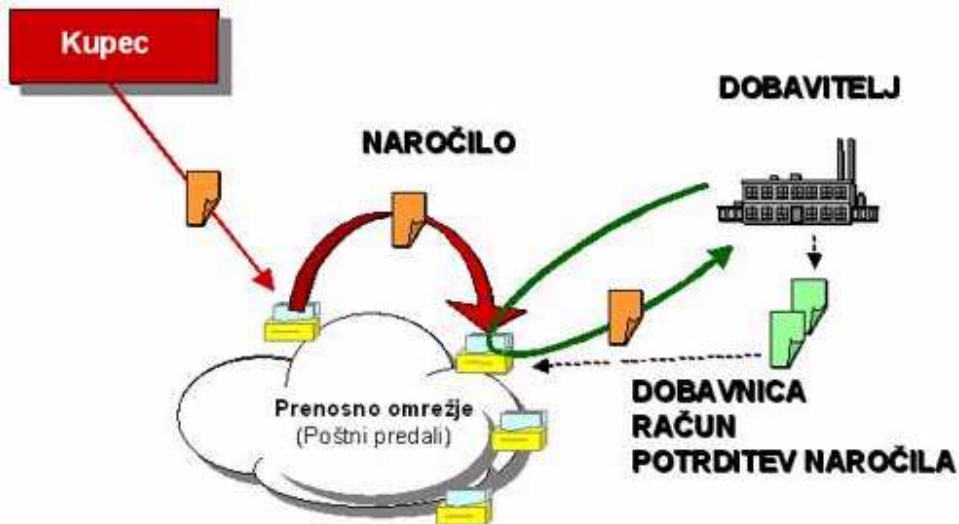 Kupec
DOBAVITELJ
NAROČILO
Prenosno omrežje
(Poštni predali)
DOBAVNICA
RAČUN
POTRDITEV NAROČILA